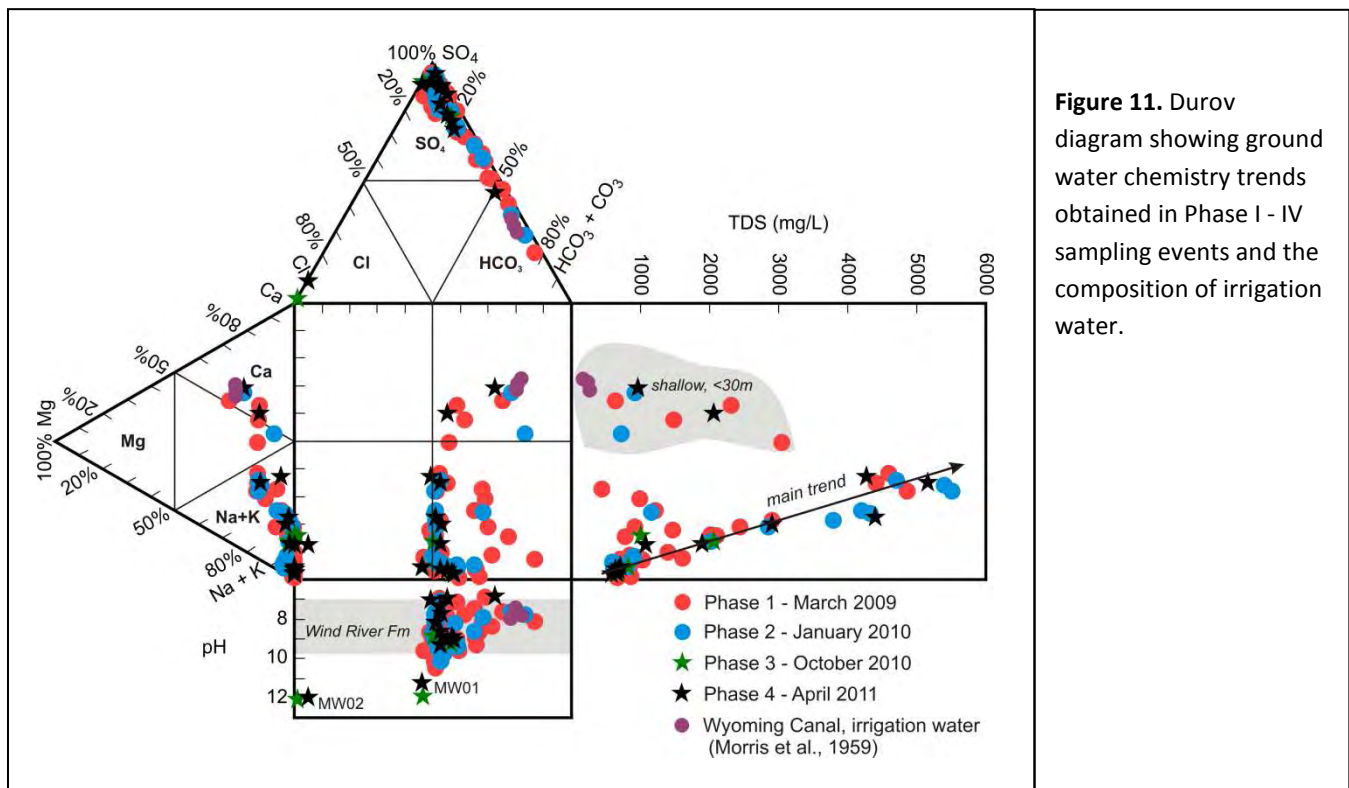 100% SO₄
20%
20%
SO₄
50%
50%
80%
80%
Cl
Cl
HCO₃
HCO₃ + CO₃
TDS (mg/L)
1000
2000
3000
4000
5000
6000
Ca
80%
50%
20%
100% Mg
Ca
Mg
20%
50%
Na+K
80%
Na + K
shallow, <30m
main trend
pH
8
10
12
Wind River Fm
MW01
MW02
Phase 1 - March 2009
Phase 2 - January 2010
Phase 3 - October 2010
Phase 4 - April 2011
Wyoming Canal, irrigation water
(Morris et al., 1959)
Figure 11. Durov
diagram showing ground
water chemistry trends
obtained in Phase I - IV
sampling events and the
composition of irrigation
water.